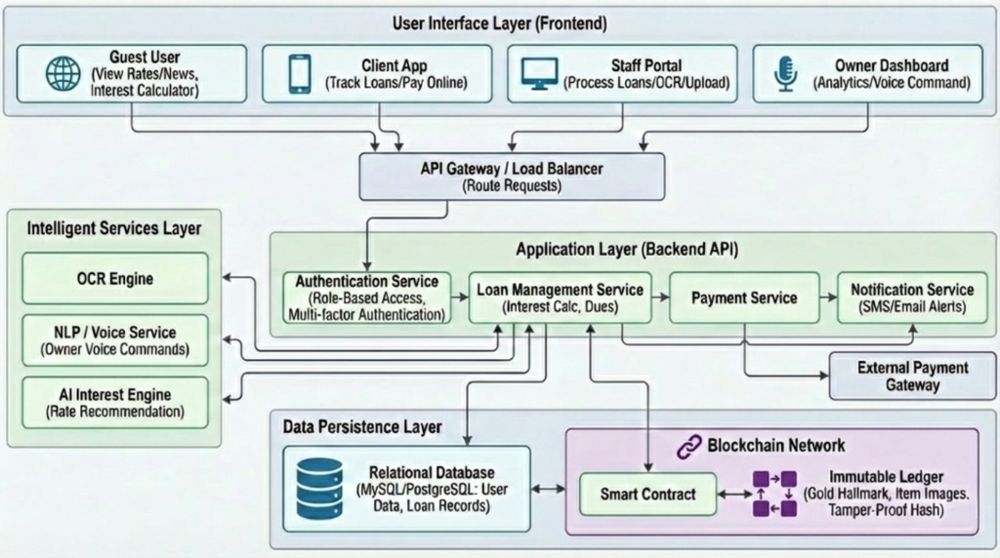 User Interface Layer (Frontend)
Guest User
(View Rates/News,
Interest Calculator)
Client App
(Track Loans/Pay Online)
Staff Portal
(Process Loans/OCR/Upload)
Owner Dashboard
(Analytics/Voice Command)
API Gateway / Load Balancer
(Route Requests)
Intelligent Services Layer
OCR Engine
NLP / Voice Service
(Owner Voice Commands)
AI Interest Engine
(Rate Recommendation)
Application Layer (Backend API)
Authentication Service
(Role-Based Access,
Multi-factor Authentication)
Loan Management Service
(Interest Calc, Dues)
Payment Service
Notification Service
(SMS/Email Alerts)
External Payment
Gateway
Data Persistence Layer
Relational Database
(MySQL/PostgreSQL: User
Data, Loan Records)
Blockchain Network
Smart Contract
Immutable Ledger
(Gold Hallmark, Item Images.
Tamper-Proof Hash)